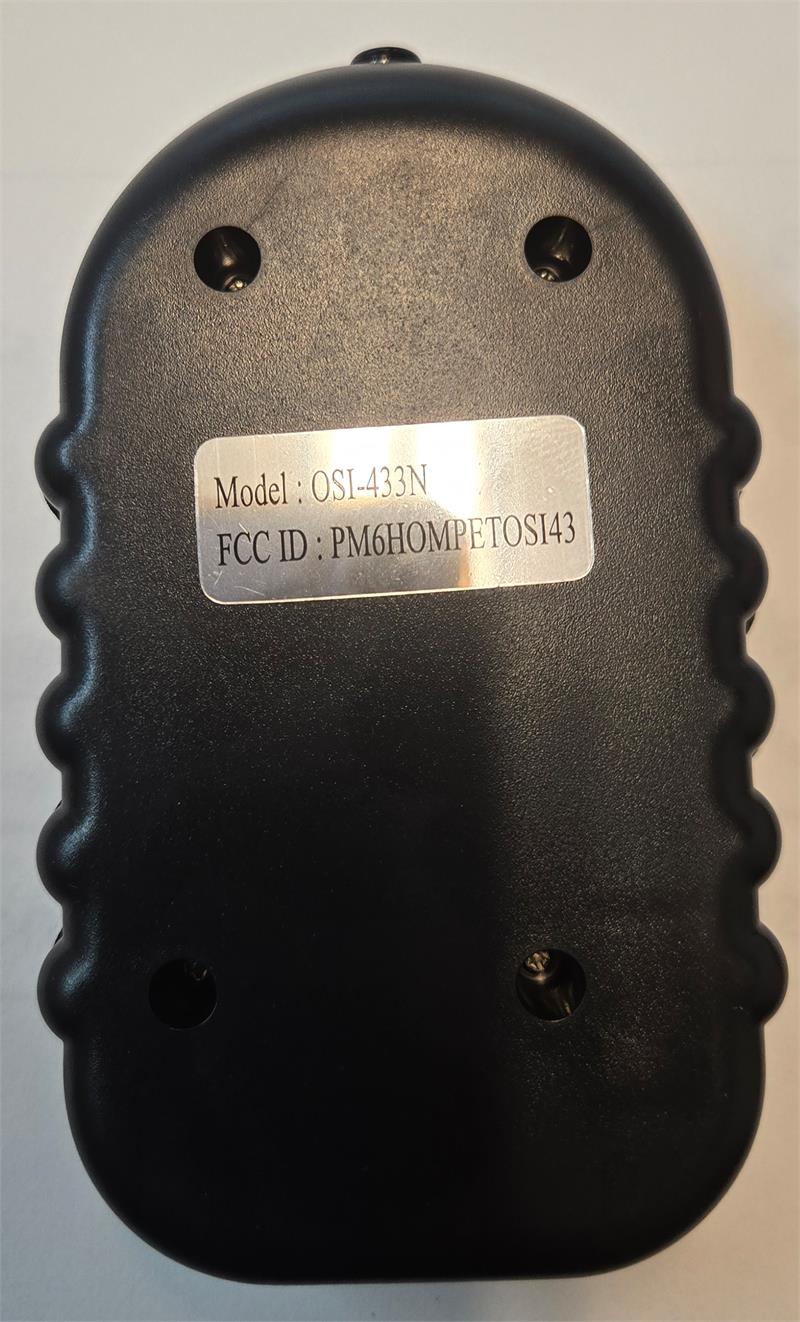 Model : OSI-433N
FCC ID : PM6HOMPETOSI43